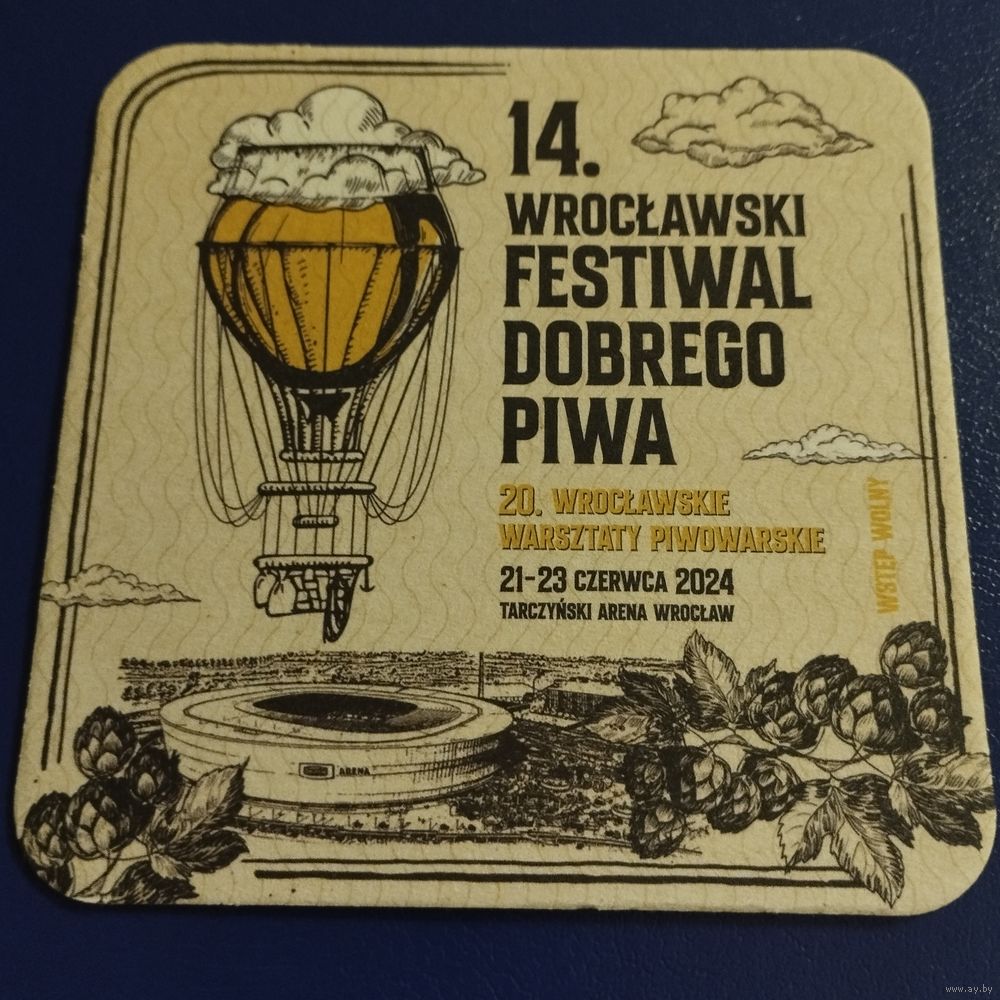 14.
WROCŁAWSKI
FESTIWAL
DOBREGO
PIWA
20. WROCŁAWSKIE
WARSZTATY PIWOWARSKIE
21-23 CZERWCA 2024
TARCZYŃSKI ARENA WROCŁAW
WSTĘP WOLNY
ARENA
www.ay.by